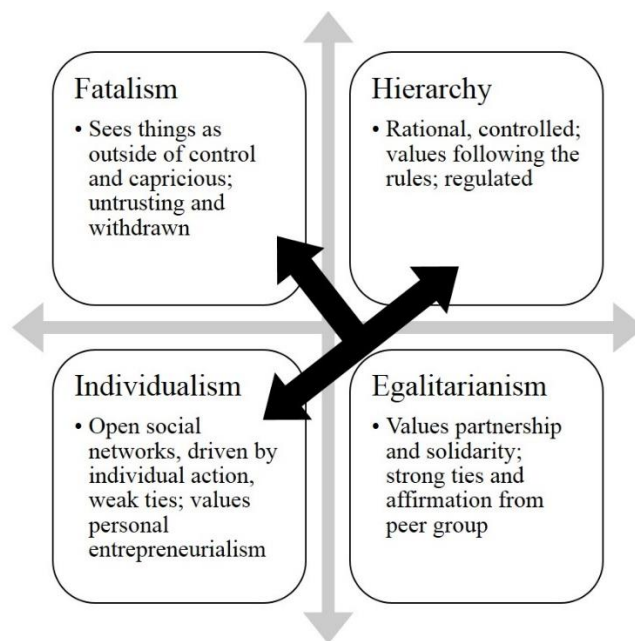 Fatalism
• Sees things as
outside of control
and capricious;
untrusting and
withdrawn
Hierarchy
• Rational, controlled;
values following the
rules; regulated
Individualism
• Open social
networks, driven by
individual action,
weak ties; values
personal
entrepreneurialism
Egalitarianism
• Values partnership
and solidarity;
strong ties and
affirmation from
peer group